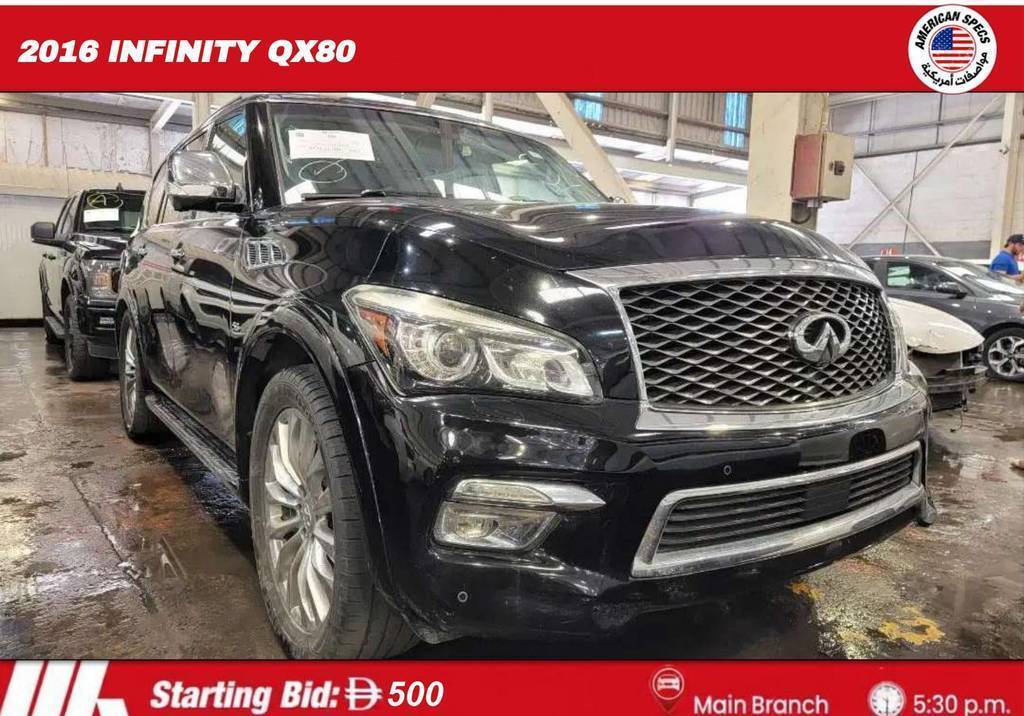 2016 INFINITY QX80
AMERICAN SPECS
مواصفات أمريكية
Starting Bid: 500
Main Branch
5:30 p.m.